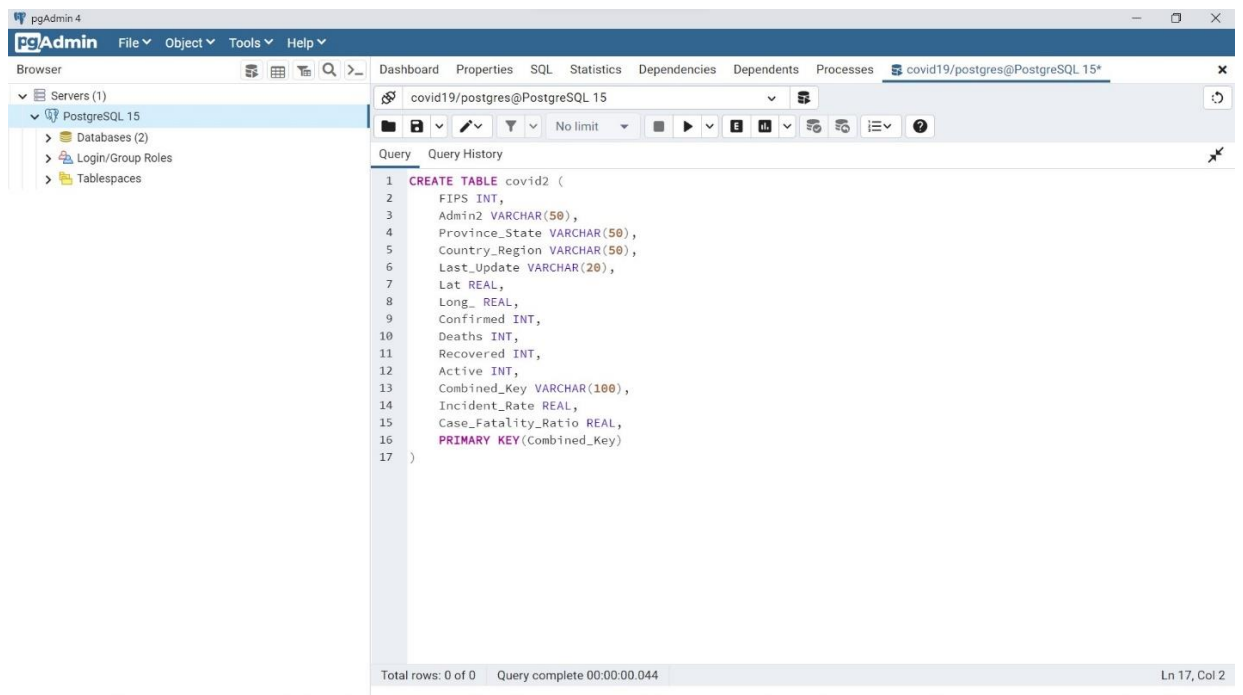 pgAdmin 4
pgAdmin File Object Tools Help
Browser
Dashboard Properties SQL Statistics Dependencies Dependents Processes covid19/postgres@PostgreSQL 15*
Servers (1)
PostgreSQL 15
Databases (2)
Login/Group Roles
Tablespaces
covid19/postgres@PostgreSQL 15
No limit
E
Query Query History
1 CREATE TABLE covid2 (
2 FIPS INT,
3 Admin2 VARCHAR(50),
4 Province_State VARCHAR(50),
5 Country_Region VARCHAR(50),
6 Last_Update VARCHAR(20),
7 Lat REAL,
8 Long_ REAL,
9 Confirmed INT,
10 Deaths INT,
11 Recovered INT,
12 Active INT,
13 Combined_Key VARCHAR(100),
14 Incident_Rate REAL,
15 Case_Fatality_Ratio REAL,
16 PRIMARY KEY(Combined_Key)
17 )
Total rows: 0 of 0 Query complete 00:00:00.044 Ln 17, Col 2